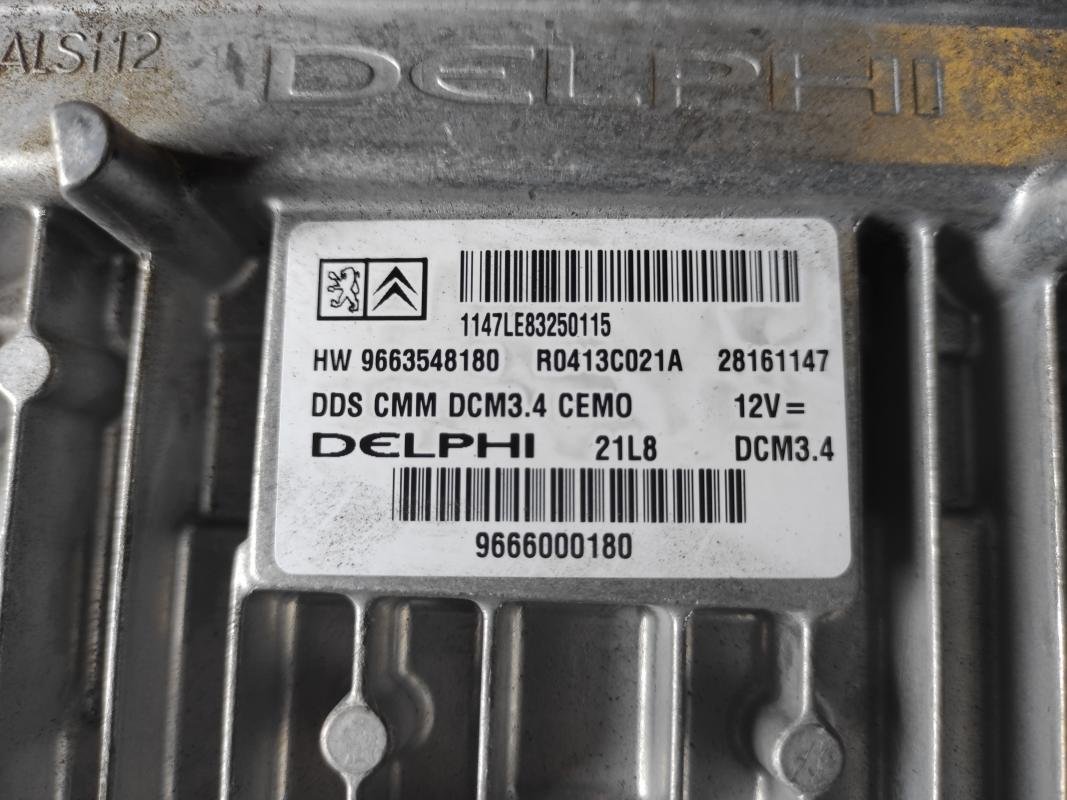 ALSi12 DELPHI
1147LE83250115
HW 9663548180 R0413C021A 28161147
DDS CMM DCM3.4 CEMO 12V=
DELPHI 21L8 DCM3.4
9666000180